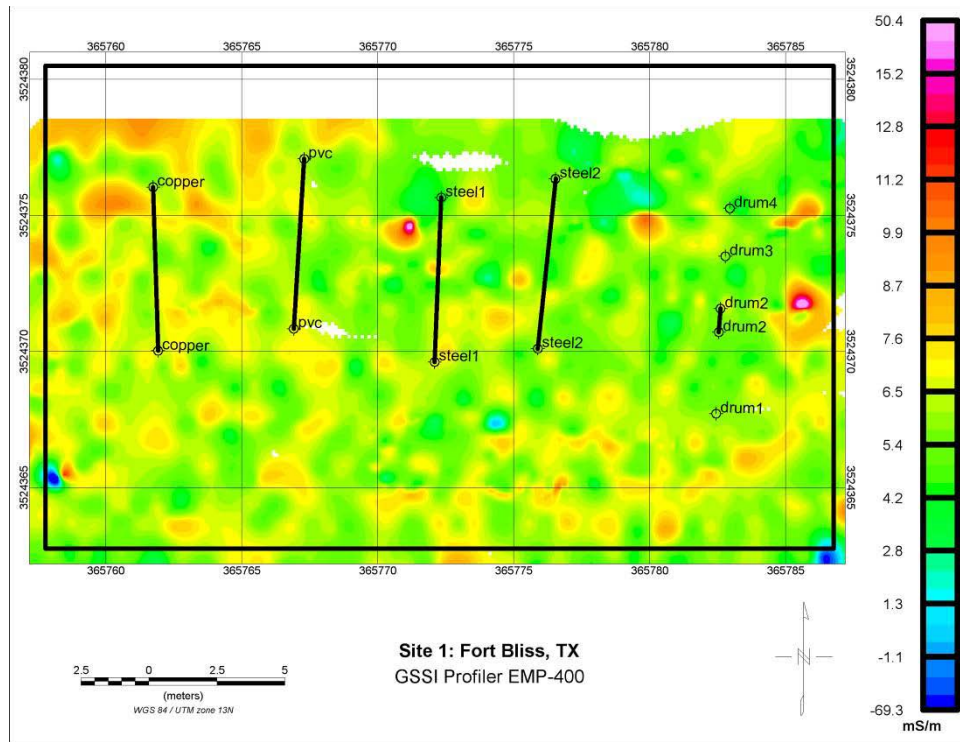 365760 365765 365770 365775 365780 365785
3524380 3524380
pvc
copper steel2
steel1
drum4
3524375 3524375
drum3
drum2
pvc drum2
copper steel1 steel2
3524370 3524370
drum1
3524365 3524365
365760 365765 365770 365775 365780 365785
2.5 0 2.5 5
(meters)
WGS 84 / UTM zone 13N
Site 1: Fort Bliss, TX
GSSI Profiler EMP-400
N
50.4
15.2
12.8
11.2
9.9
8.7
7.6
6.5
5.4
4.2
2.8
1.3
-1.1
-69.3
mS/m